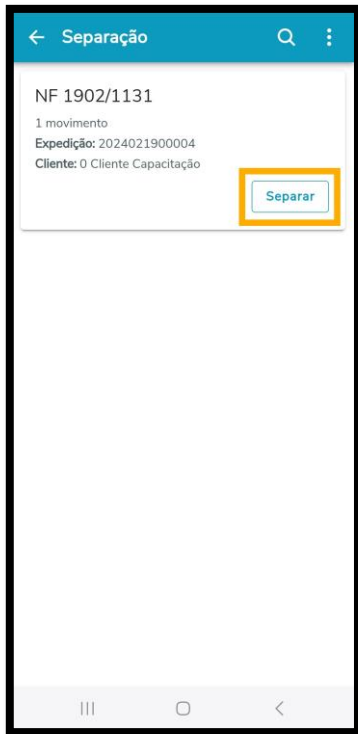 Separação
NF 1902/1131
1 movimento
Expedição: 2024021900004
Cliente: 0 Cliente Capacitação
Separar